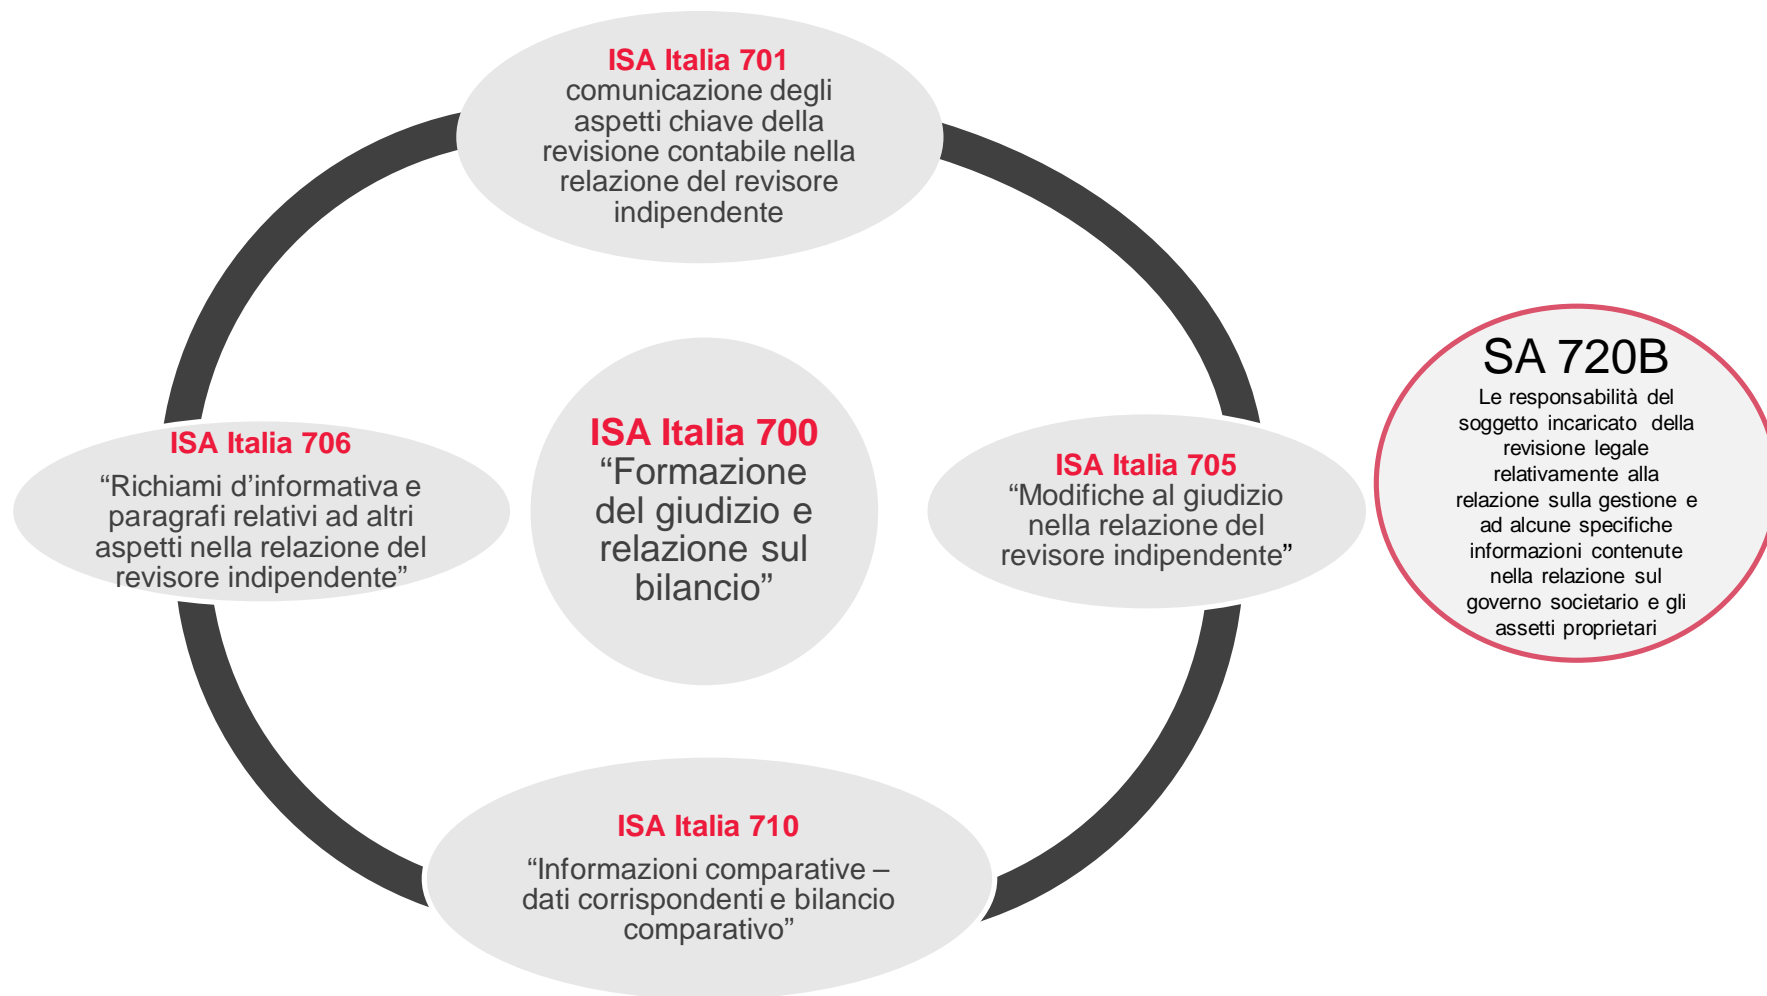 ISA Italia 701
comunicazione degli
aspetti chiave della
revisione contabile nella
relazione del revisore
indipendente
ISA Italia 706
“Richiami d’informativa e
paragrafi relativi ad altri
aspetti nella relazione del
revisore indipendente”
ISA Italia 700
“Formazione
del giudizio e
relazione sul
bilancio”
ISA Italia 705
“Modifiche al giudizio
nella relazione del
revisore indipendente”
SA 720B
Le responsabilità del
soggetto incaricato della
revisione legale
relativamente alla
relazione sulla gestione e
ad alcune specifiche
informazioni contenute
nella relazione sul
governo societario e gli
assetti proprietari
ISA Italia 710
“Informazioni comparative –
dati corrispondenti e bilancio
comparativo”